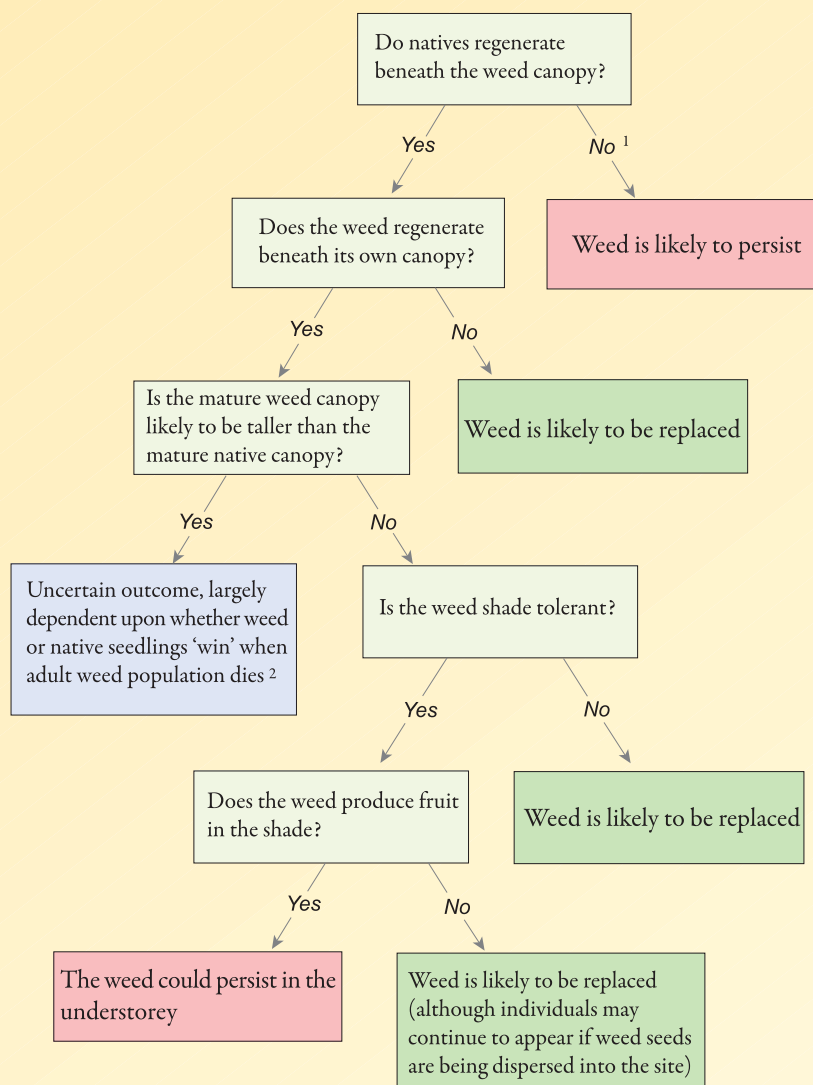 Do natives regenerate
beneath the weed canopy?
Yes
No 1
Does the weed regenerate
beneath its own canopy?
Weed is likely to persist
Yes
No
Is the mature weed canopy
likely to be taller than the
mature native canopy?
Weed is likely to be replaced
Yes
No
Uncertain outcome, largely
dependent upon whether weed
or native seedlings ‘win’ when
adult weed population dies 2
Is the weed shade tolerant?
Yes
No
Does the weed produce fruit
in the shade?
Weed is likely to be replaced
Yes
No
The weed could persist in the
understorey
Weed is likely to be replaced
(although individuals may
continue to appear if weed seeds
are being dispersed into the site)